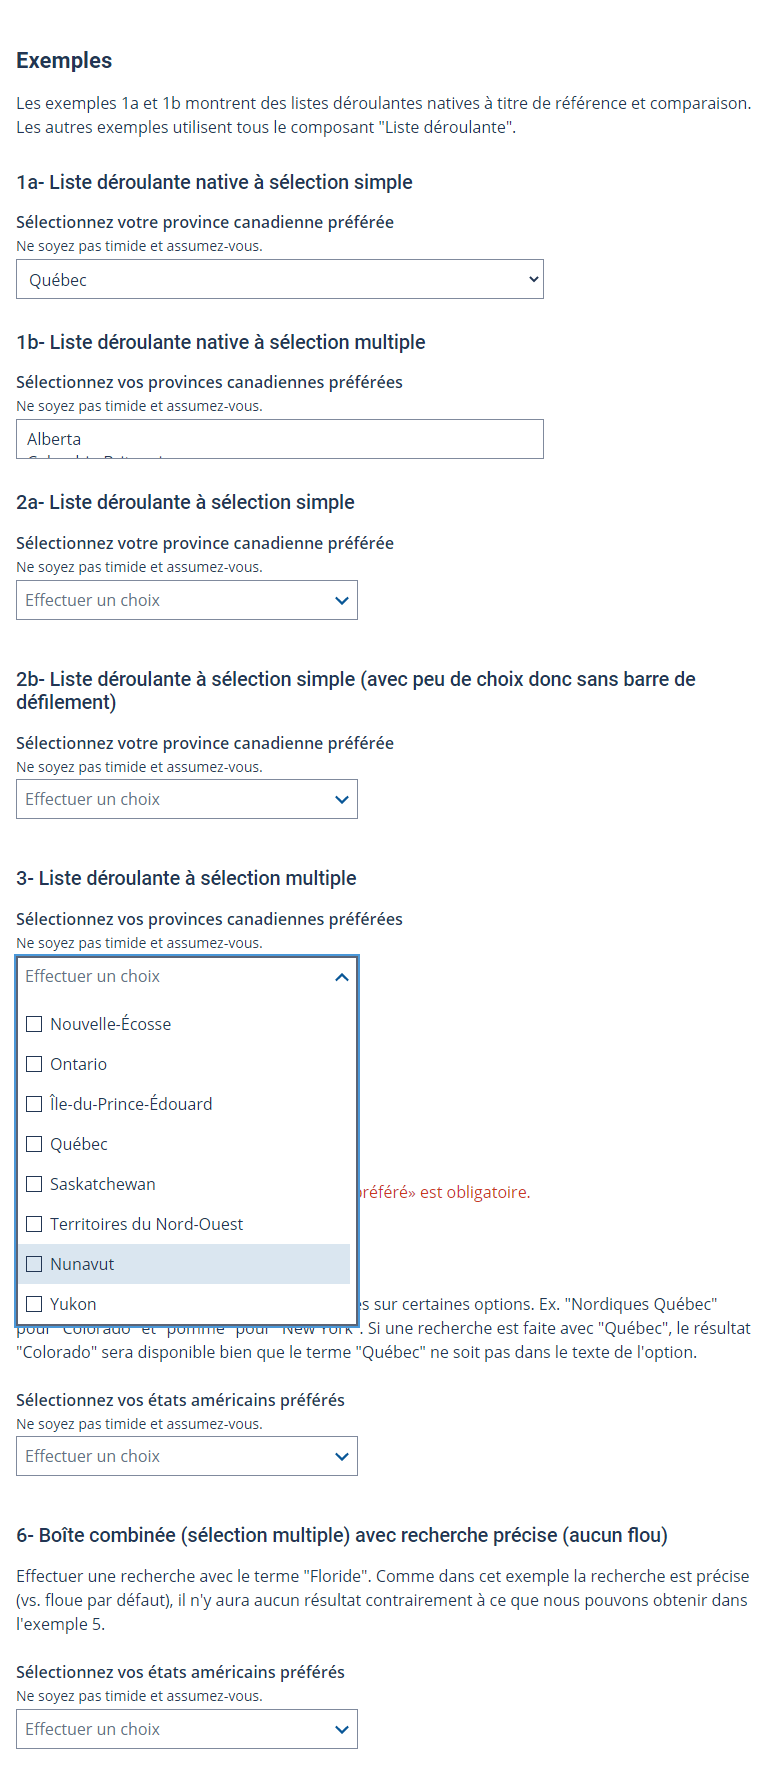 Exemples
Les exemples 1a et 1b montrent des listes déroulantes natives à titre de référence et comparaison.
Les autres exemples utilisent tous le composant "Liste déroulante".
1a- Liste déroulante native à sélection simple
Sélectionnez votre province canadienne préférée
Ne soyez pas timide et assumez-vous.
Québec
1b- Liste déroulante native à sélection multiple
Sélectionnez vos provinces canadiennes préférées
Ne soyez pas timide et assumez-vous.
Alberta
2a- Liste déroulante à sélection simple
Sélectionnez votre province canadienne préférée
Ne soyez pas timide et assumez-vous.
Effectuer un choix
2b- Liste déroulante à sélection simple (avec peu de choix donc sans barre de
défilement)
Sélectionnez votre province canadienne préférée
Ne soyez pas timide et assumez-vous.
Effectuer un choix
3- Liste déroulante à sélection multiple
Sélectionnez vos provinces canadiennes préférées
Ne soyez pas timide et assumez-vous.
Effectuer un choix
Nouvelle-Écosse
Ontario
Île-du-Prince-Édouard
Québec
Saskatchewan
préféré» est obligatoire.
Territoires du Nord-Ouest
Nunavut
Yukon
s sur certaines options. Ex. "Nordiques Québec"
pour "Colorado" et "pomme" pour "New York". Si une recherche est faite avec "Québec", le résultat
"Colorado" sera disponible bien que le terme "Québec" ne soit pas dans le texte de l'option.
Sélectionnez vos états américains préférés
Ne soyez pas timide et assumez-vous.
Effectuer un choix
6- Boîte combinée (sélection multiple) avec recherche précise (aucun flou)
Effectuer une recherche avec le terme "Floride". Comme dans cet exemple la recherche est précise
(vs. floue par défaut), il n'y aura aucun résultat contrairement à ce que nous pouvons obtenir dans
l'exemple 5.
Sélectionnez vos états américains préférés
Ne soyez pas timide et assumez-vous.
Effectuer un choix